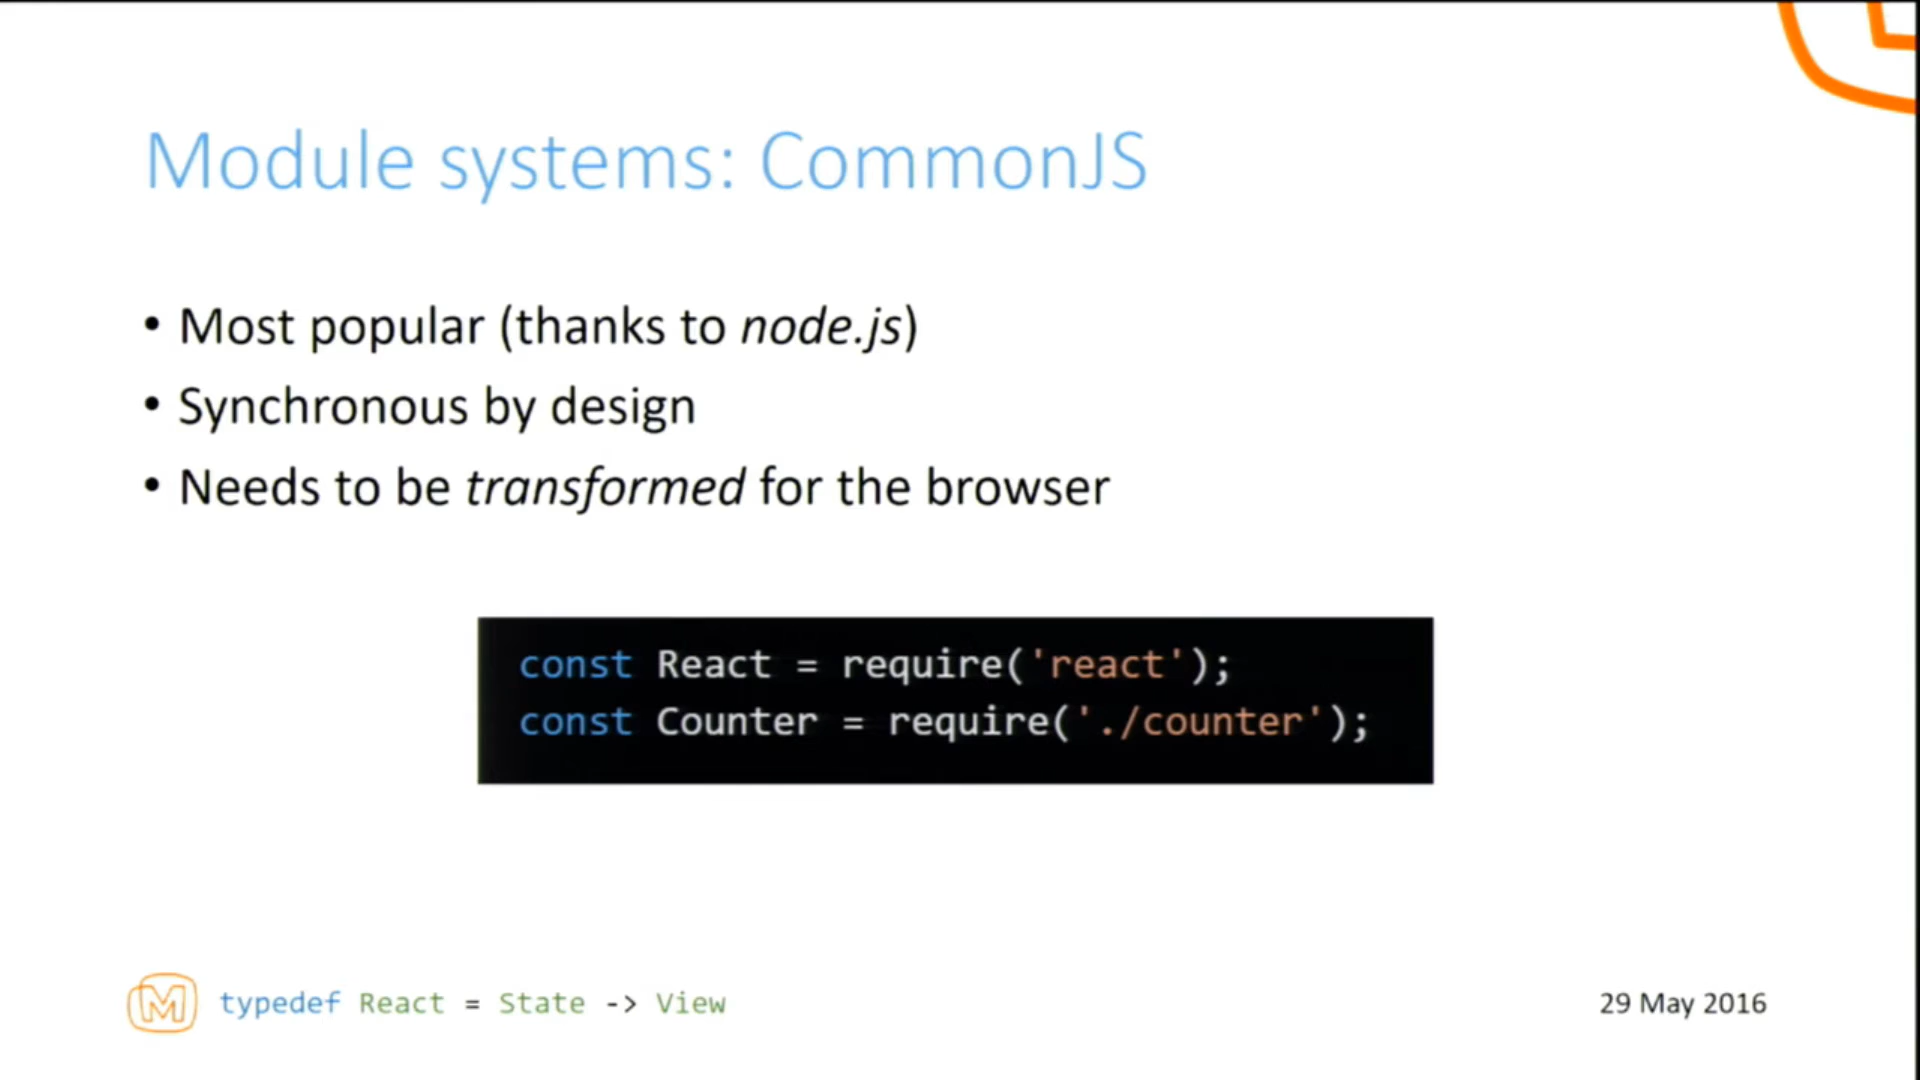 Module systems: CommonJS
• Most popular (thanks to node.js)
• Synchronous by design
• Needs to be transformed for the browser
const React = require('react');
const Counter = require('./counter');
M typedef React = State -> View
29 May 2016